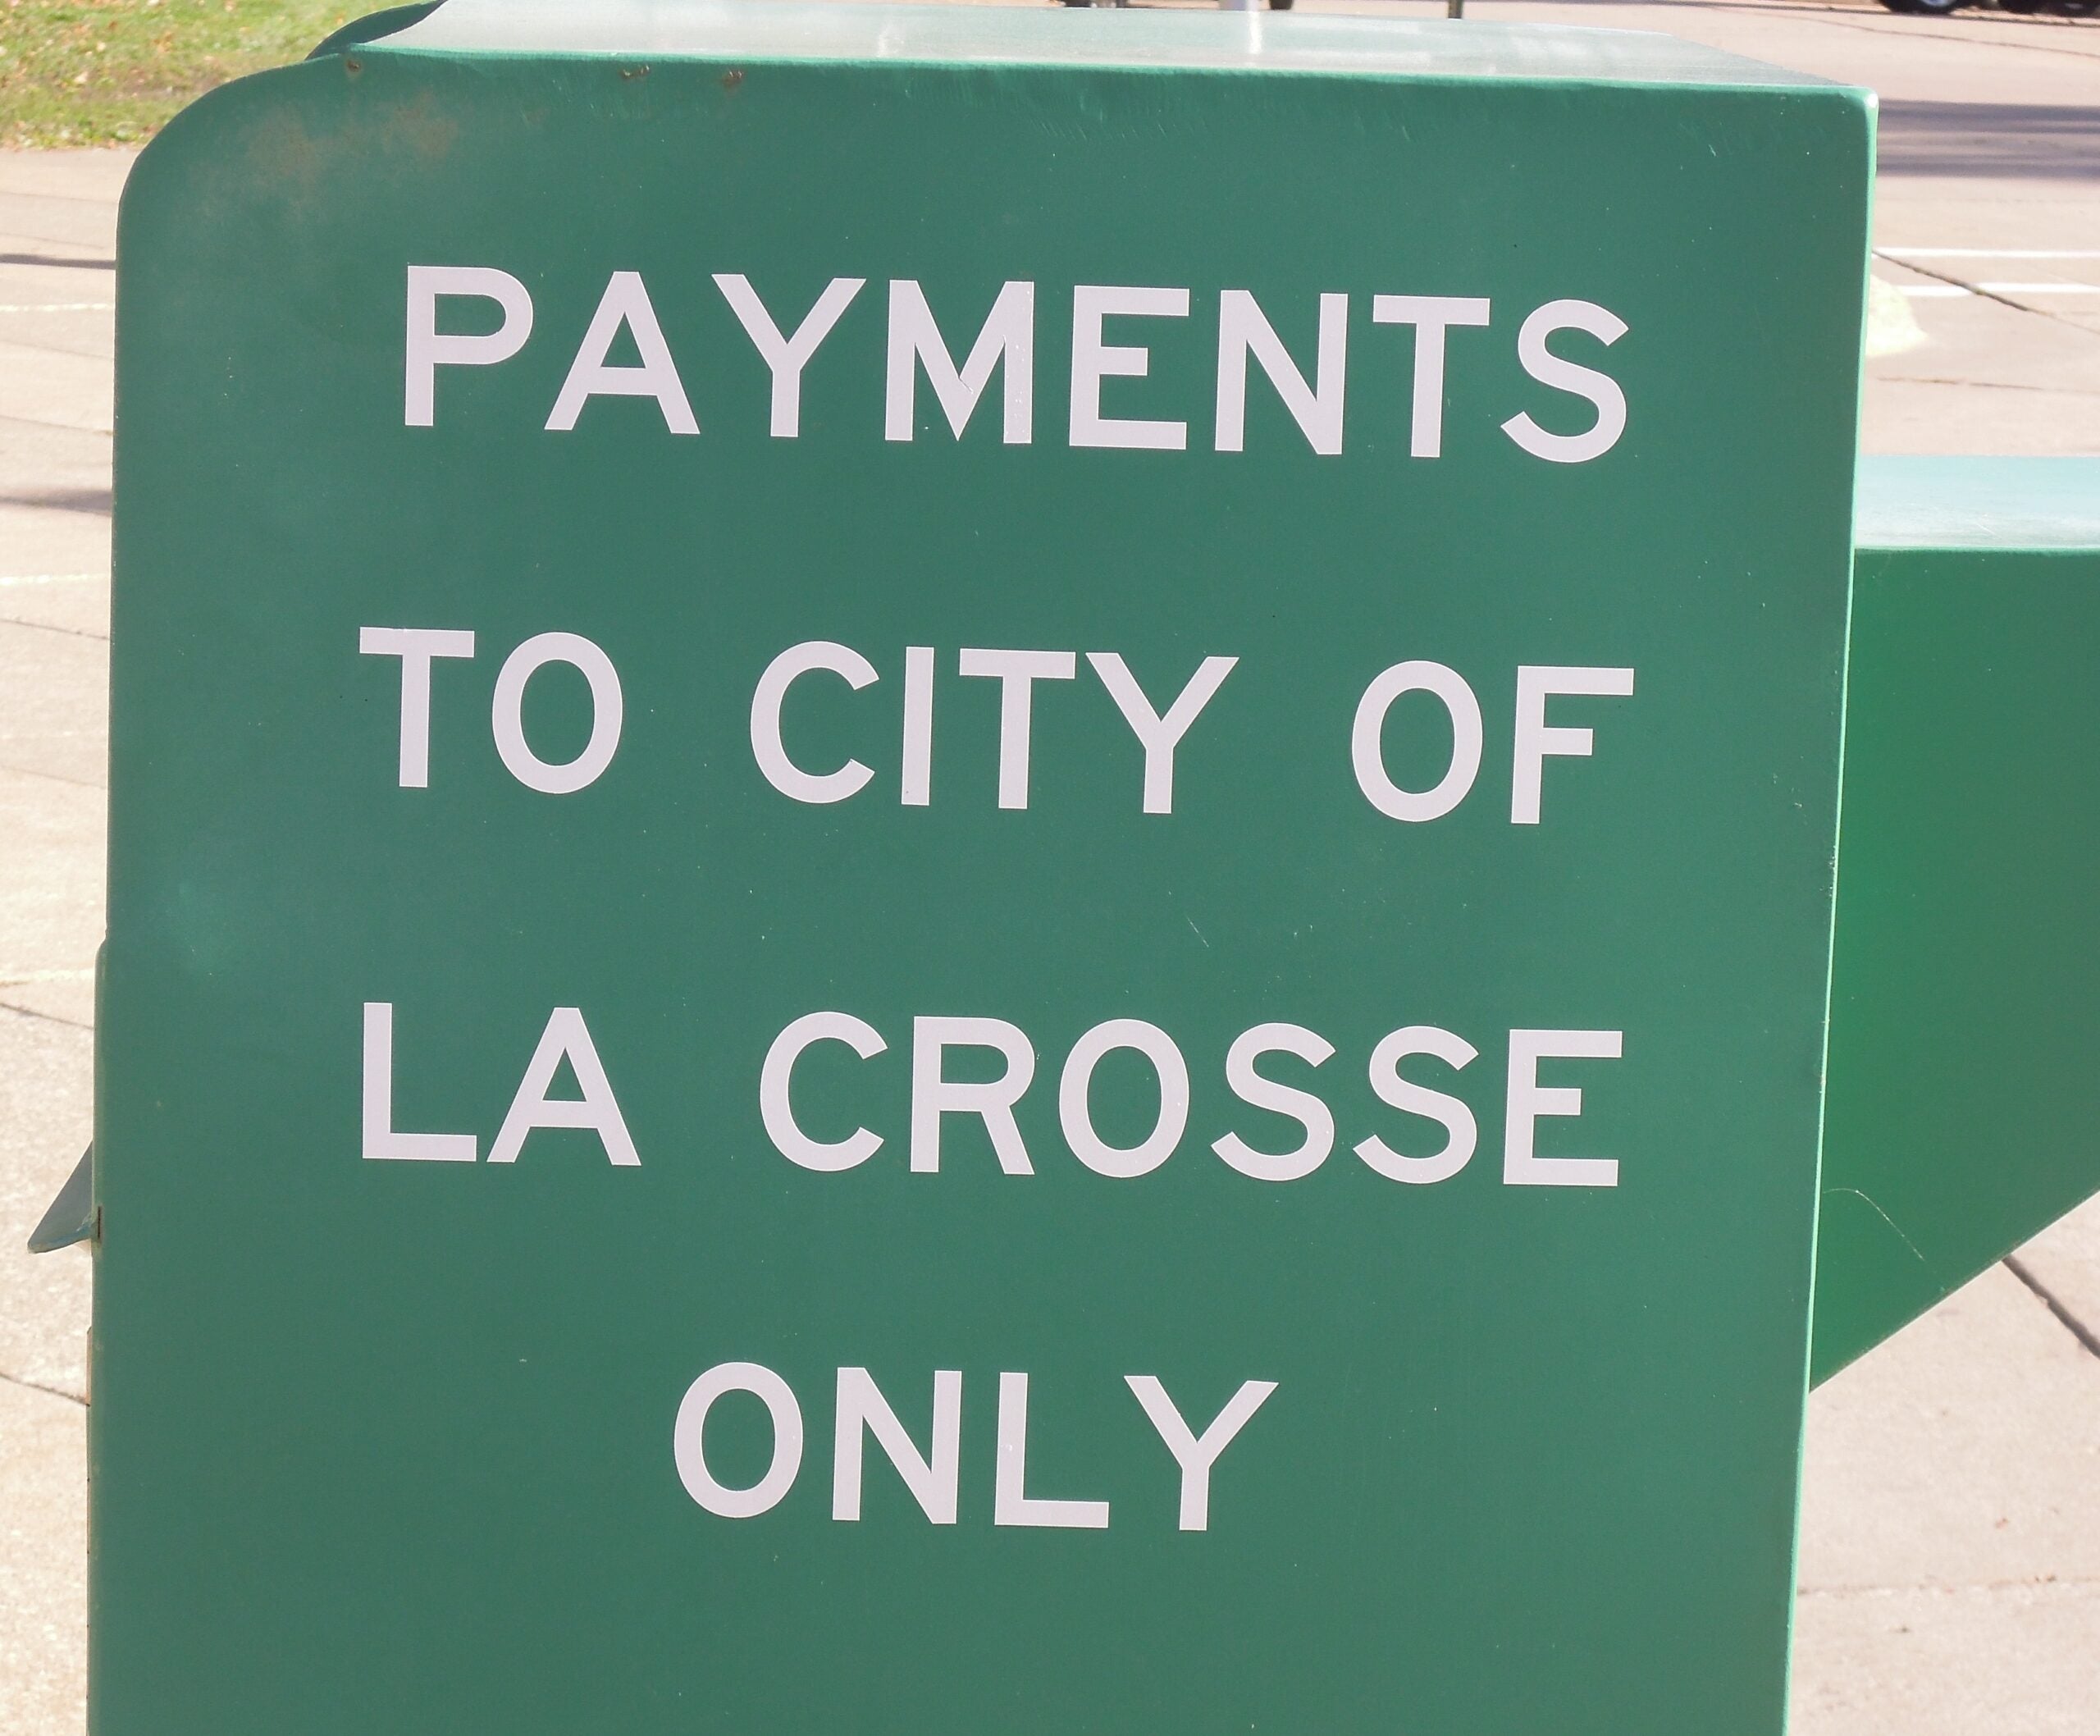 PAYMENTS
TO CITY OF
LA CROSSE
ONLY